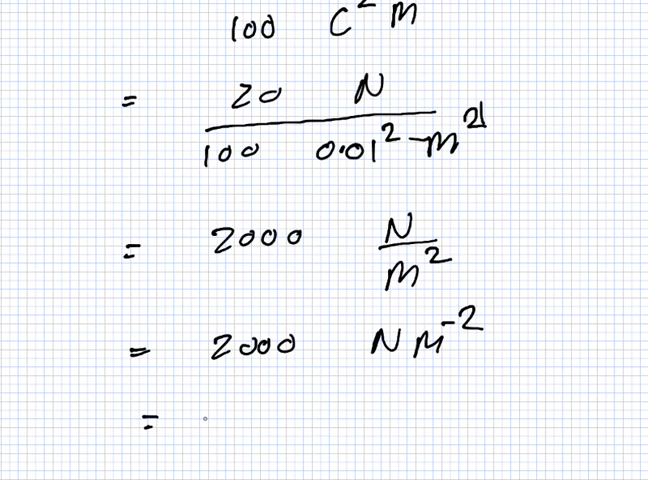 100 C² M
= 20 N
100 0.01² M²
= 2000 N
M²
= 2000 N M⁻²
=